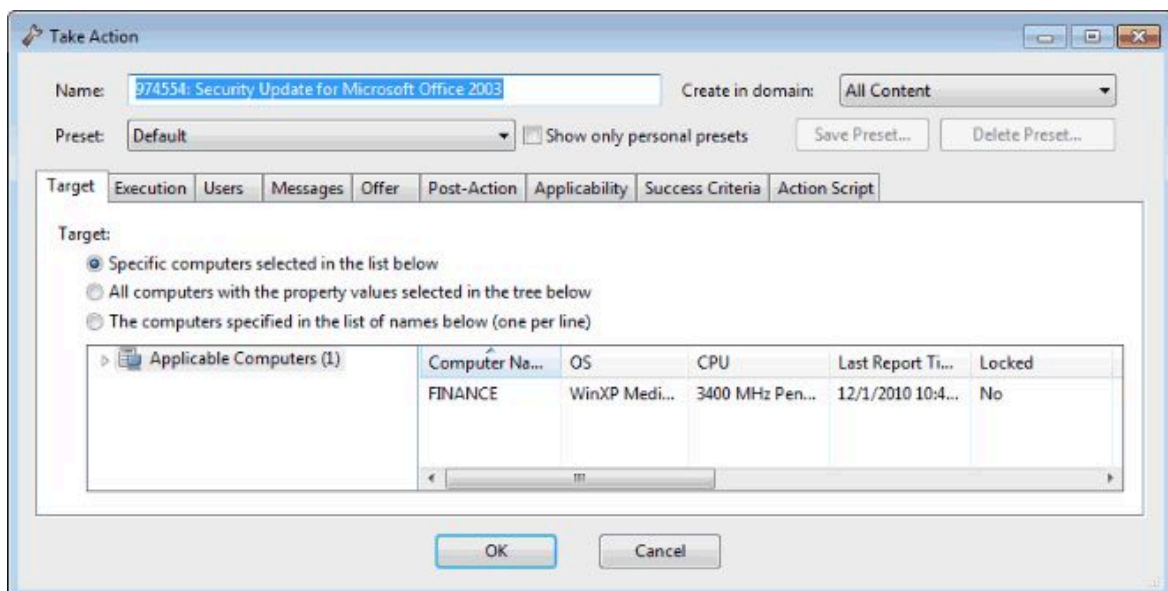 Take Action
Name: 974554: Security Update for Microsoft Office 2003 Create in domain: All Content
Preset: Default Show only personal presets Save Preset... Delete Preset...
Target Execution Users Messages Offer Post-Action Applicability Success Criteria Action Script
Target:
Specific computers selected in the list below
All computers with the property values selected in the tree below
The computers specified in the list of names below (one per line)
Applicable Computers (1) Computer Na... OS CPU Last Report Ti... Locked
FINANCE WinXP Medi... 3400 MHz Pen... 12/1/2010 10:4... No
OK Cancel